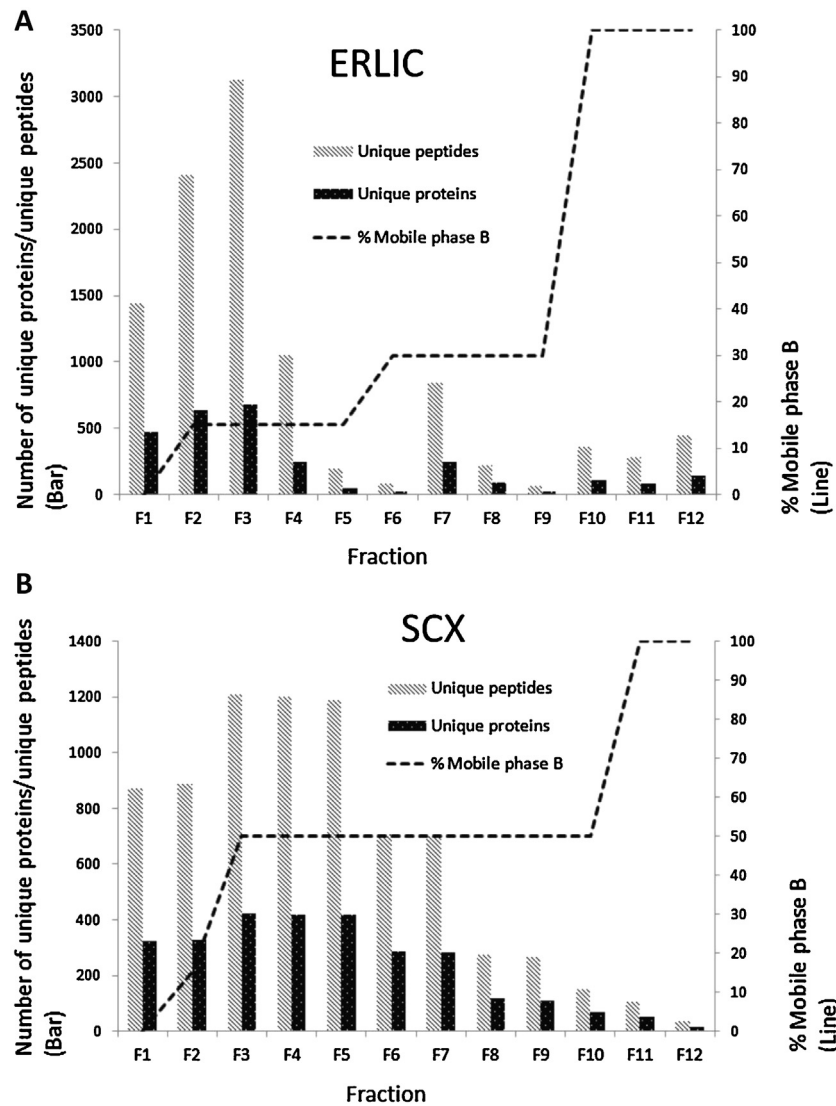 A
ERLIC
Number of unique proteins/unique peptides
(Bar)
3500
3000
2500
2000
1500
1000
500
0
Unique peptides
Unique proteins
% Mobile phase B
100
90
80
70
60
50
40
30
20
10
0
% Mobile phase B
(Line)
F1 F2 F3 F4 F5 F6 F7 F8 F9 F10 F11 F12
Fraction
B
SCX
Number of unique proteins/unique peptides
(Bar)
1400
1200
1000
800
600
400
200
0
Unique peptides
Unique proteins
% Mobile phase B
100
90
80
70
60
50
40
30
20
10
0
% Mobile phase B
(Line)
F1 F2 F3 F4 F5 F6 F7 F8 F9 F10 F11 F12
Fraction